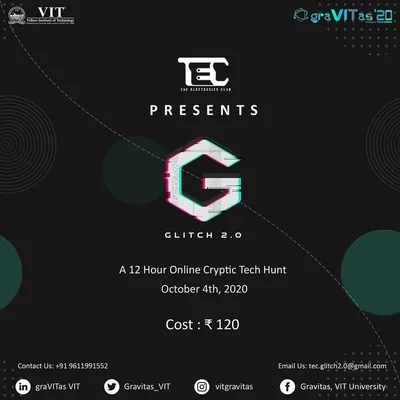 VIT
Vellore Institute of Technology
graVITas'20
TEC
THE ELECTRONICS CLUB
PRESENTS
G
GLITCH 2.0
A 12 Hour Online Cryptic Tech Hunt
October 4th, 2020
Cost : ₹ 120
Contact Us: +91 9611991552
Email Us: tec.glitch2.0@gmail.com
graVITas VIT
Gravitas_VIT
vitgravitas
Gravitas, VIT University